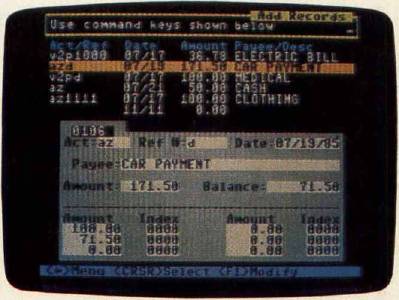 Add Records
Use command keys shown below
Act/Ref Date Amount Payee/Desc
v2pi000 07/17 36.78 ELECTRIC BILL
azd 07/19 171.50 CAR PAYMENT
v2pd 07/17 100.00 MEDICAL
az 07/21 50.00 CASH
az1111 07/17 100.00 CLOTHING
11/11 0.00
0106
Act:az Ref #:d Date:07/19/85
Payee:CAR PAYMENT
Amount: 171.50 Balance: 71.50
Amount Index Amount Index
100.00 0000 0.00 0000
71.50 0000 0.00 0000
0.00 0000 0.00 0000
(←)Menu (CRSR)Select (F1)Modify